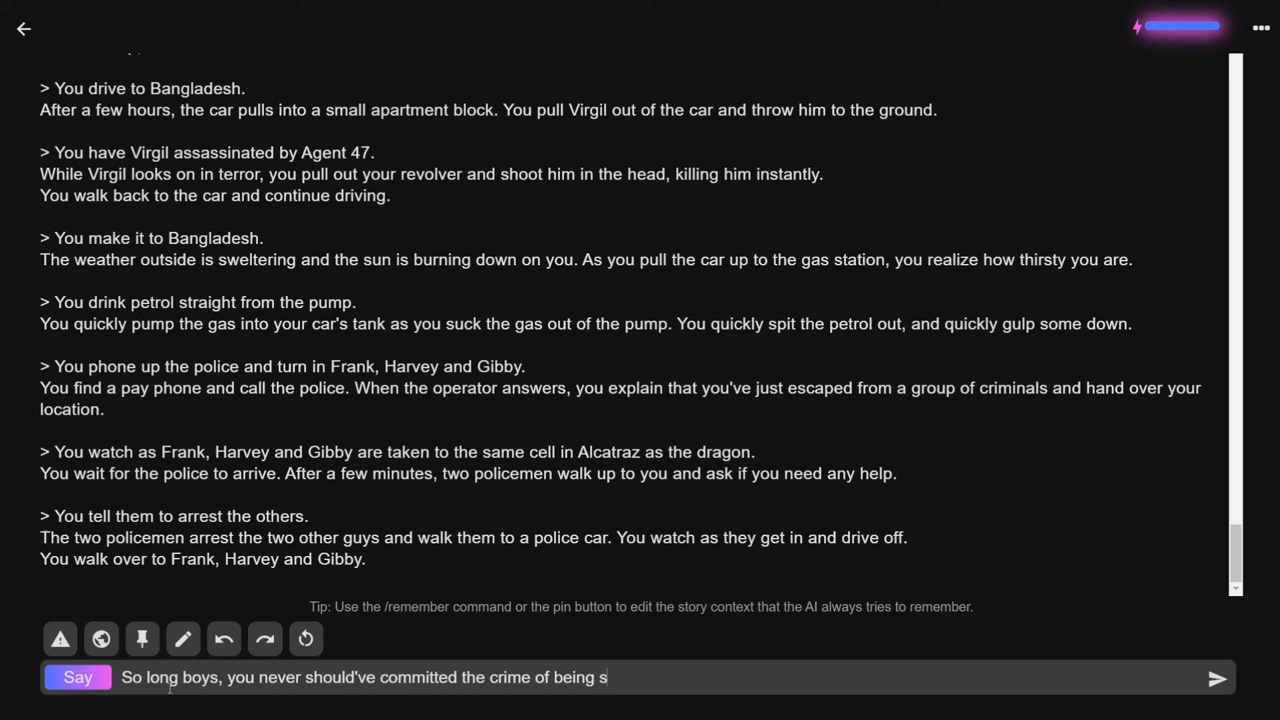 > You drive to Bangladesh.
After a few hours, the car pulls into a small apartment block. You pull Virgil out of the car and throw him to the ground.
> You have Virgil assassinated by Agent 47.
While Virgil looks on in terror, you pull out your revolver and shoot him in the head, killing him instantly.
You walk back to the car and continue driving.
> You make it to Bangladesh.
The weather outside is sweltering and the sun is burning down on you. As you pull the car up to the gas station, you realize how thirsty you are.
> You drink petrol straight from the pump.
You quickly pump the gas into your car's tank as you suck the gas out of the pump. You quickly spit the petrol out, and quickly gulp some down.
> You phone up the police and turn in Frank, Harvey and Gibby.
You find a pay phone and call the police. When the operator answers, you explain that you've just escaped from a group of criminals and hand over your
location.
> You watch as Frank, Harvey and Gibby are taken to the same cell in Alcatraz as the dragon.
You wait for the police to arrive. After a few minutes, two policemen walk up to you and ask if you need any help.
> You tell them to arrest the others.
The two policemen arrest the two other guys and walk them to a police car. You watch as they get in and drive off.
You walk over to Frank, Harvey and Gibby.
Tip: Use the /remember command or the pin button to edit the story context that the AI always tries to remember.
Say So long boys, you never should've committed the crime of being s